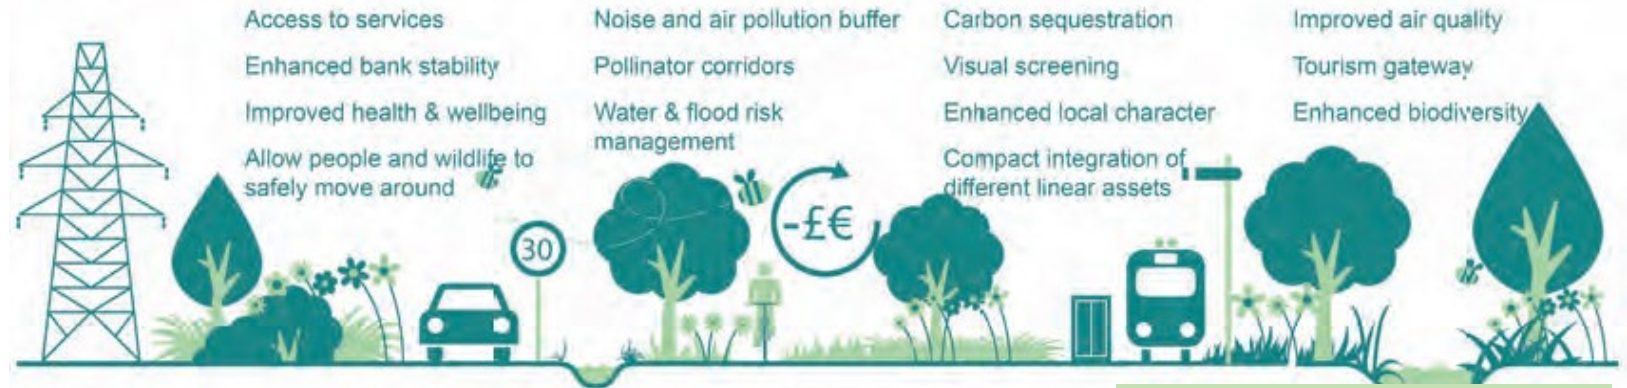 Access to services
Enhanced bank stability
Improved health & wellbeing
Allow people and wildlife to
safely move around
Noise and air pollution buffer
Pollinator corridors
Water & flood risk
management
Carbon sequestration
Visual screening
Enhanced local character
Compact integration of
different linear assets
Improved air quality
Tourism gateway
Enhanced biodiversity
30
-£€